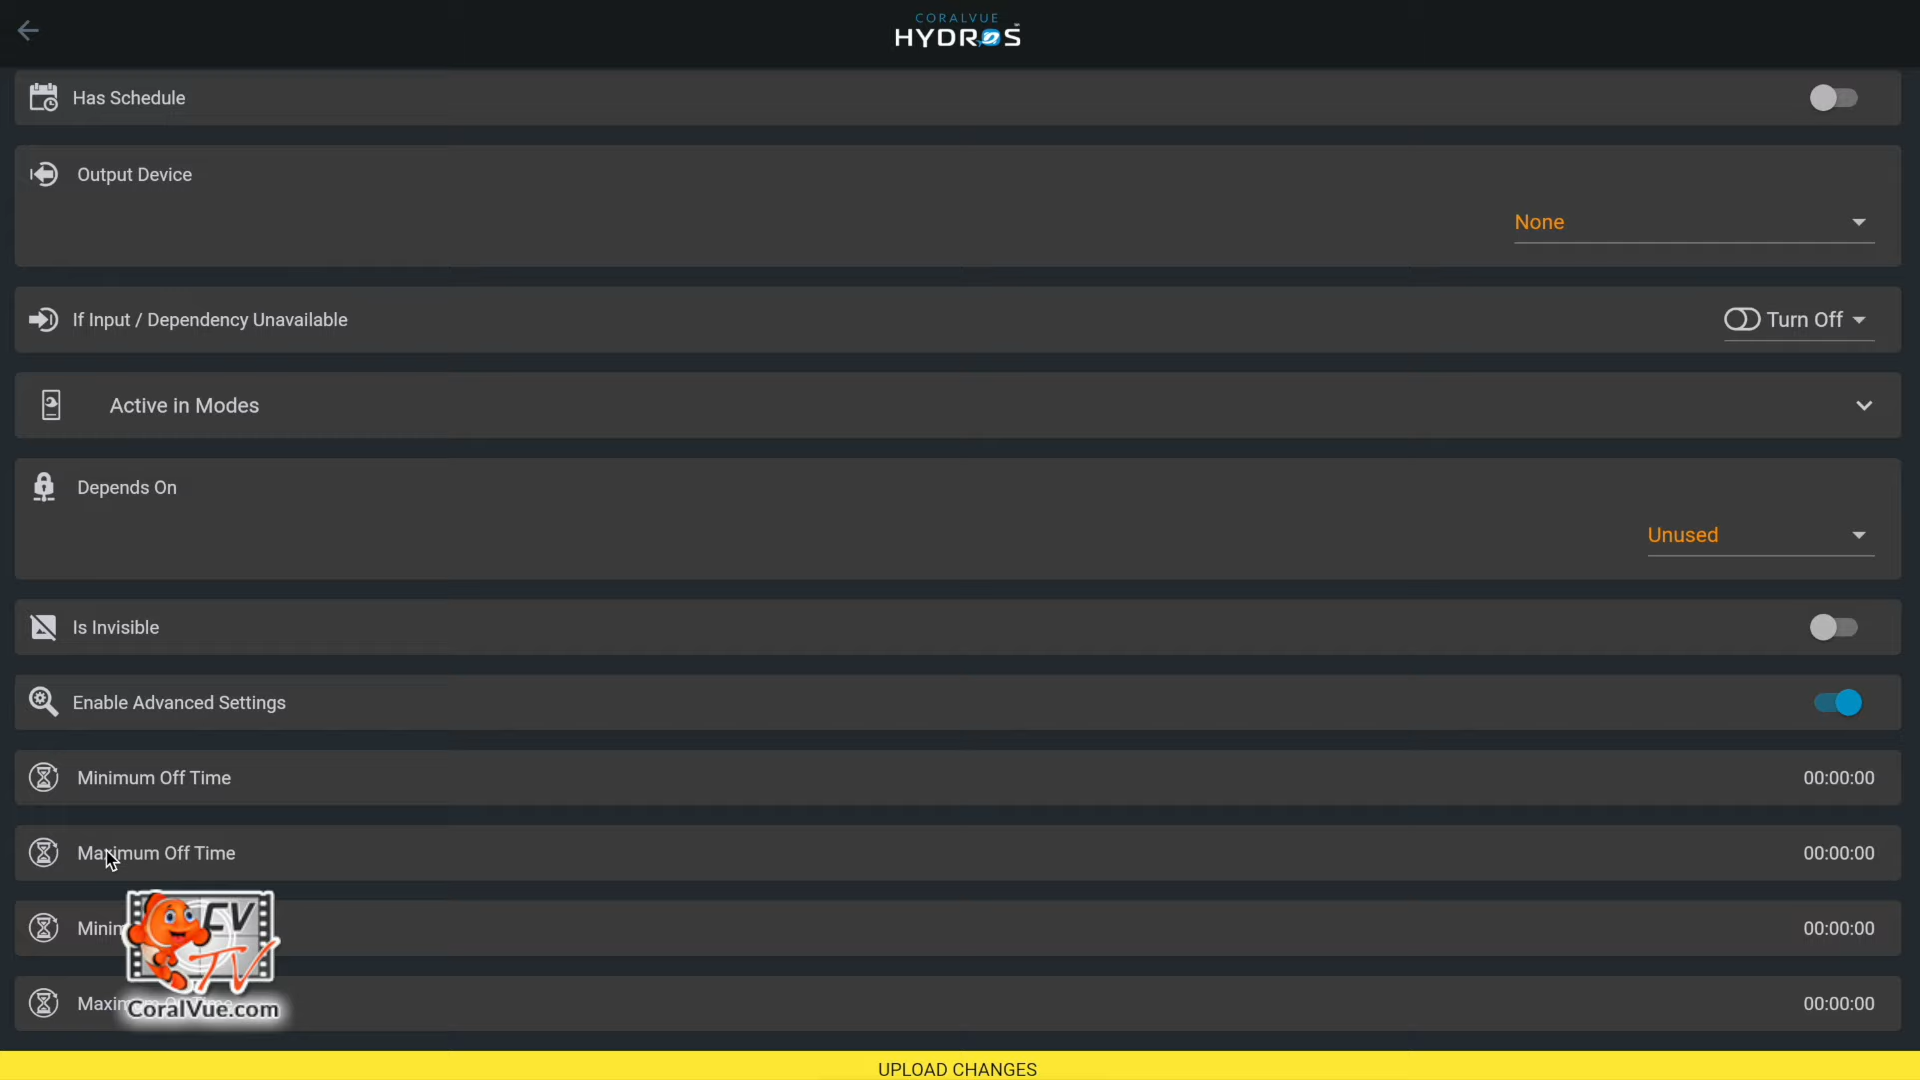 CORALVUE
HYDROS
Has Schedule
Output Device
None
If Input / Dependency Unavailable
Turn Off
Active in Modes
Depends On
Unused
Is Invisible
Enable Advanced Settings
Minimum Off Time
00:00:00
Maximum Off Time
00:00:00
00:00:00
CV
TV
CoralVue.com
00:00:00
UPLOAD CHANGES